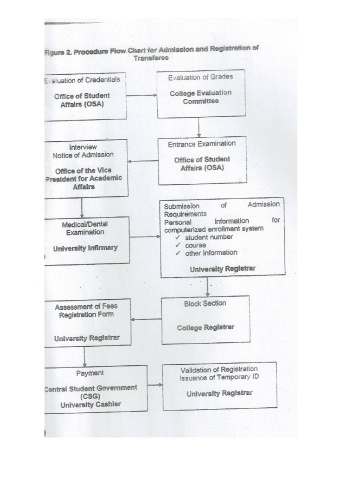 Figure 2. Procedure Flow Chart for Admission and Registration of
Transferee
Evaluation of Credentials
Office of Student
Affairs (OSA)
Evaluation of Grades
College Evaluation
Committee
Interview
Notice of Admission
Office of the Vice
President for Academic
Affairs
Entrance Examination
Office of Student
Affairs (OSA)
Medical/Dental
Examination
University Infirmary
Submission of Admission
Requirements
Personal Information for
computerized enrollment system
✓ student number
✓ course
✓ other information
University Registrar
Assessment of Fees
Registration Form
University Registrar
Block Section
College Registrar
Payment
Central Student Government
(CSG)
University Cashier
Validation of Registration
Issuance of Temporary ID
University Registrar